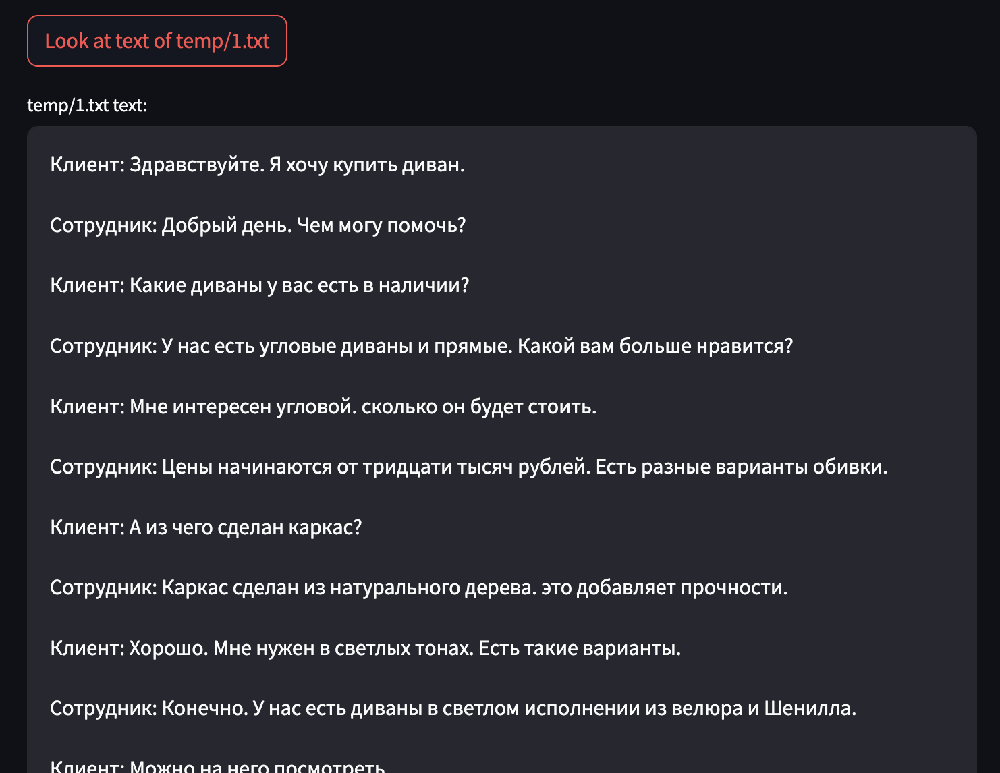 Look at text of temp/1.txt
temp/1.txt text:
Клиент: Здравствуйте. Я хочу купить диван.
Сотрудник: Добрый день. Чем могу помочь?
Клиент: Какие диваны у вас есть в наличии?
Сотрудник: У нас есть угловые диваны и прямые. Какой вам больше нравится?
Клиент: Мне интересен угловой. сколько он будет стоить.
Сотрудник: Цены начинаются от тридцати тысяч рублей. Есть разные варианты обивки.
Клиент: А из чего сделан каркас?
Сотрудник: Каркас сделан из натурального дерева. это добавляет прочности.
Клиент: Хорошо. Мне нужен в светлых тонах. Есть такие варианты.
Сотрудник: Конечно. У нас есть диваны в светлом исполнении из велюра и Шенилла.
Клиент: Можно на него посмотреть